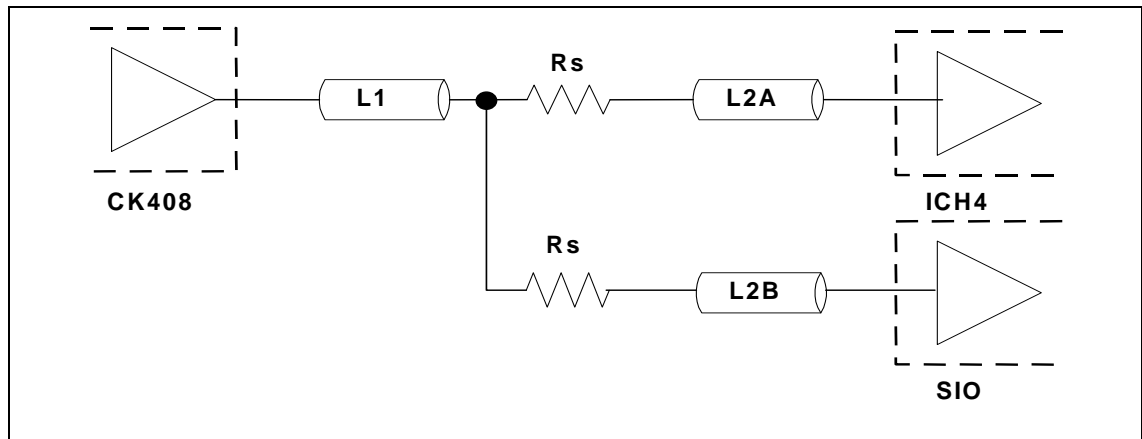 Rs
L1
L2A
CK408
ICH4
Rs
L2B
SIO